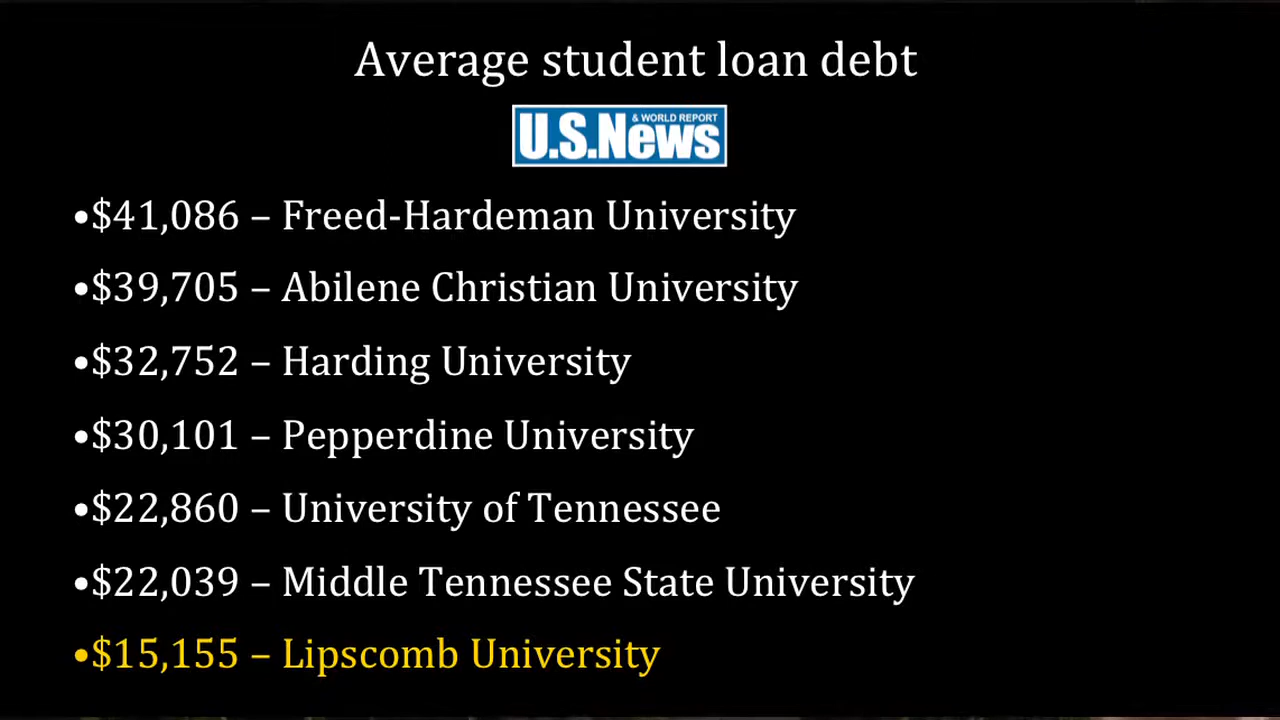 Average student loan debt
U.S.News & WORLD REPORT
•$41,086 – Freed-Hardeman University
•$39,705 – Abilene Christian University
•$32,752 – Harding University
•$30,101 – Pepperdine University
•$22,860 – University of Tennessee
•$22,039 – Middle Tennessee State University
•$15,155 – Lipscomb University